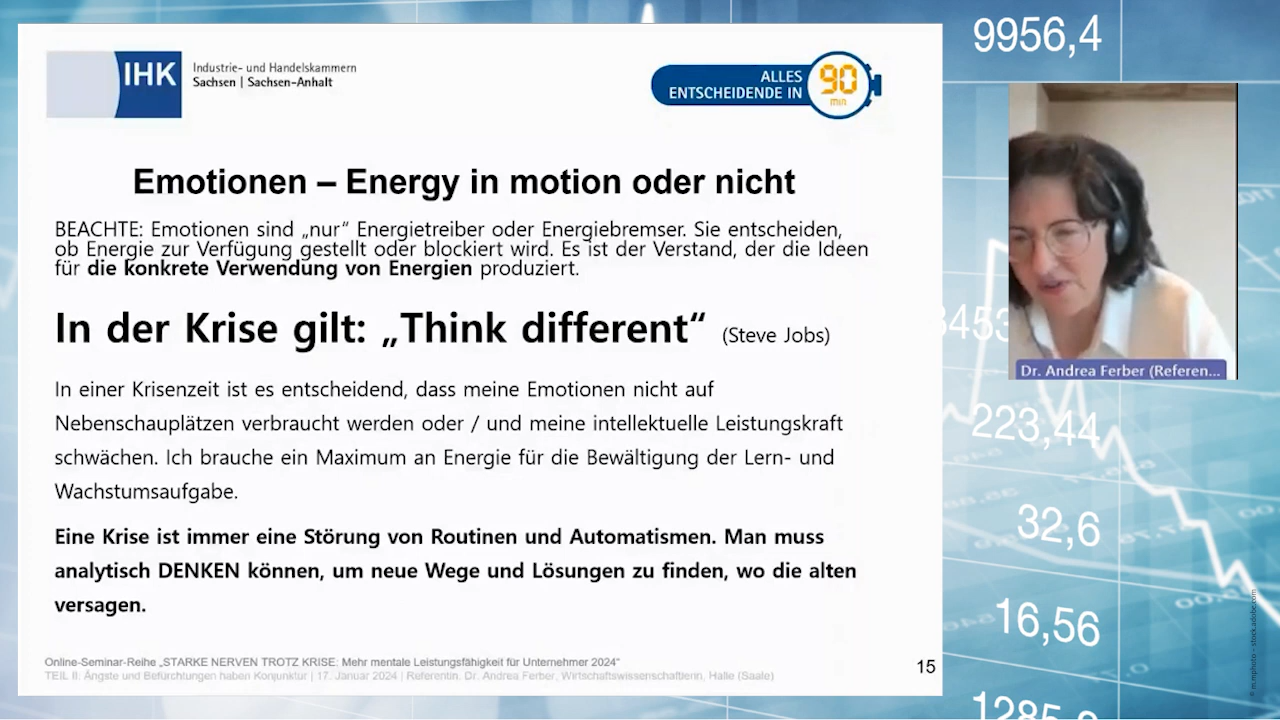 IHK
Industrie- und Handelskammern
Sachsen | Sachsen-Anhalt
ALLES
ENTSCHEIDENDE IN
90
min
Emotionen – Energy in motion oder nicht
BEACHTE: Emotionen sind „nur“ Energietreiber oder Energiebremser. Sie entscheiden,
ob Energie zur Verfügung gestellt oder blockiert wird. Es ist der Verstand, der die Ideen
für die konkrete Verwendung von Energien produziert.
In der Krise gilt: „Think different“ (Steve Jobs)
In einer Krisenzeit ist es entscheidend, dass meine Emotionen nicht auf
Nebenschauplätzen verbraucht werden oder / und meine intellektuelle Leistungskraft
schwächen. Ich brauche ein Maximum an Energie für die Bewältigung der Lern- und
Wachstumsaufgabe.
Eine Krise ist immer eine Störung von Routinen und Automatismen. Man muss
analytisch DENKEN können, um neue Wege und Lösungen zu finden, wo die alten
versagen.
Online-Seminar-Reihe „STARKE NERVEN TROTZ KRISE: Mehr mentale Leistungsfähigkeit für Unternehmer 2024“
TEIL II: Ängste und Befürchtungen haben Konjunktur | 17. Januar 2024 | Referentin: Dr. Andrea Ferber, Wirtschaftswissenschaftlerin, Halle (Saale)
15
9956,4
Dr. Andrea Ferber (Referen...
223,44
32,6
16,56
© m.mphoto - stock.adobe.com